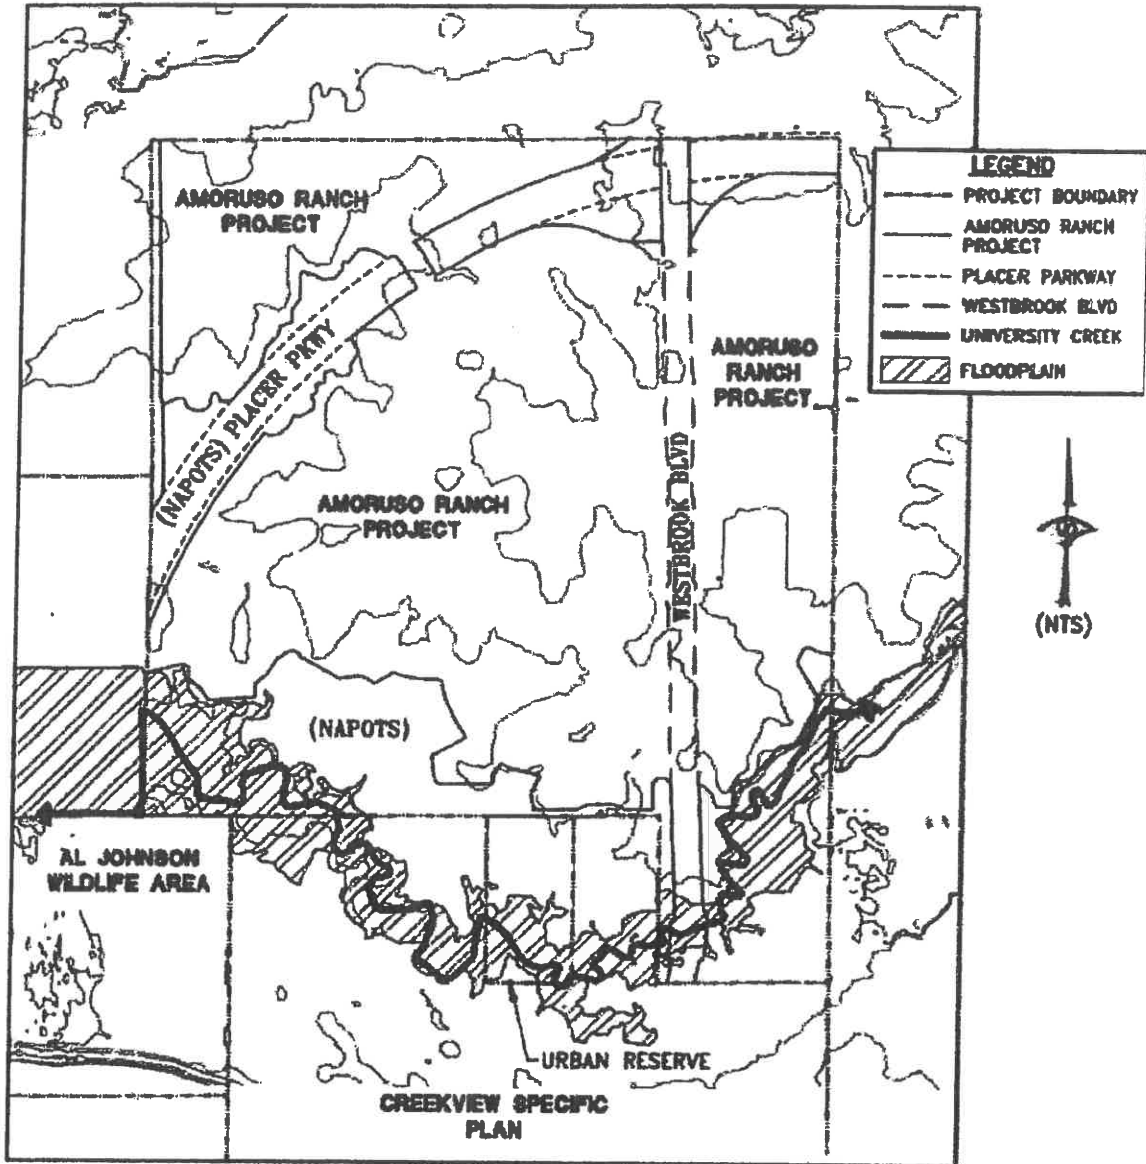 AMORUSO RANCH
PROJECT
LEGEND
PROJECT BOUNDARY
AMORUSO RANCH
PROJECT
PLACER PARKWAY
WESTBROOK BLVD
UNIVERSITY CREEK
FLOODPLAIN
(NAPOTS) PLACER PKWY
AMORUSO
RANCH
PROJECT
WESTBROOK BLVD
AMORUSO RANCH
PROJECT
(NTS)
(NAPOTS)
AL JOHNSON
WILDLIFE AREA
URBAN RESERVE
CREEKVIEW SPECIFIC
PLAN